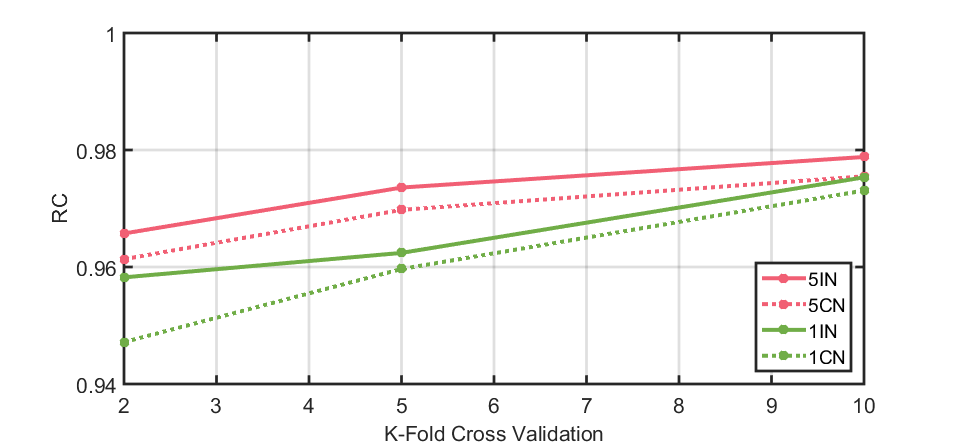 1
0.98
0.96
0.94
RC
2 3 4 5 6 7 8 9 10
K-Fold Cross Validation
5IN
5CN
1IN
1CN